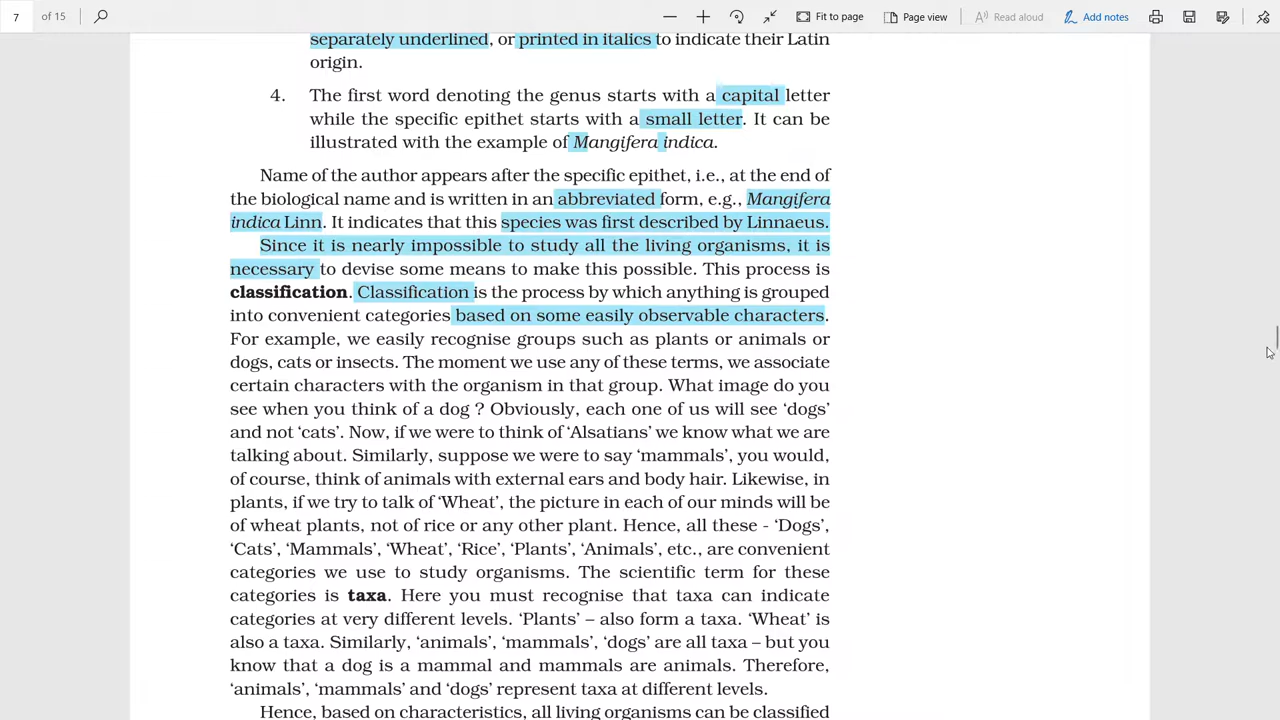 7 of 15 Fit to page Page view Read aloud Add notes
separately underlined, or printed in italics to indicate their Latin
origin.
4. The first word denoting the genus starts with a capital letter
while the specific epithet starts with a small letter. It can be
illustrated with the example of Mangifera indica.
Name of the author appears after the specific epithet, i.e., at the end of
the biological name and is written in an abbreviated form, e.g., Mangifera
indica Linn. It indicates that this species was first described by Linnaeus.
Since it is nearly impossible to study all the living organisms, it is
necessary to devise some means to make this possible. This process is
classification. Classification is the process by which anything is grouped
into convenient categories based on some easily observable characters.
For example, we easily recognise groups such as plants or animals or
dogs, cats or insects. The moment we use any of these terms, we associate
certain characters with the organism in that group. What image do you
see when you think of a dog ? Obviously, each one of us will see ‘dogs’
and not ‘cats’. Now, if we were to think of ‘Alsatians’ we know what we are
talking about. Similarly, suppose we were to say ‘mammals’, you would,
of course, think of animals with external ears and body hair. Likewise, in
plants, if we try to talk of ‘Wheat’, the picture in each of our minds will be
of wheat plants, not of rice or any other plant. Hence, all these - ‘Dogs’,
‘Cats’, ‘Mammals’, ‘Wheat’, ‘Rice’, ‘Plants’, ‘Animals’, etc., are convenient
categories we use to study organisms. The scientific term for these
categories is taxa. Here you must recognise that taxa can indicate
categories at very different levels. ‘Plants’ – also form a taxa. ‘Wheat’ is
also a taxa. Similarly, ‘animals’, ‘mammals’, ‘dogs’ are all taxa – but you
know that a dog is a mammal and mammals are animals. Therefore,
‘animals’, ‘mammals’ and ‘dogs’ represent taxa at different levels.
Hence, based on characteristics, all living organisms can be classified